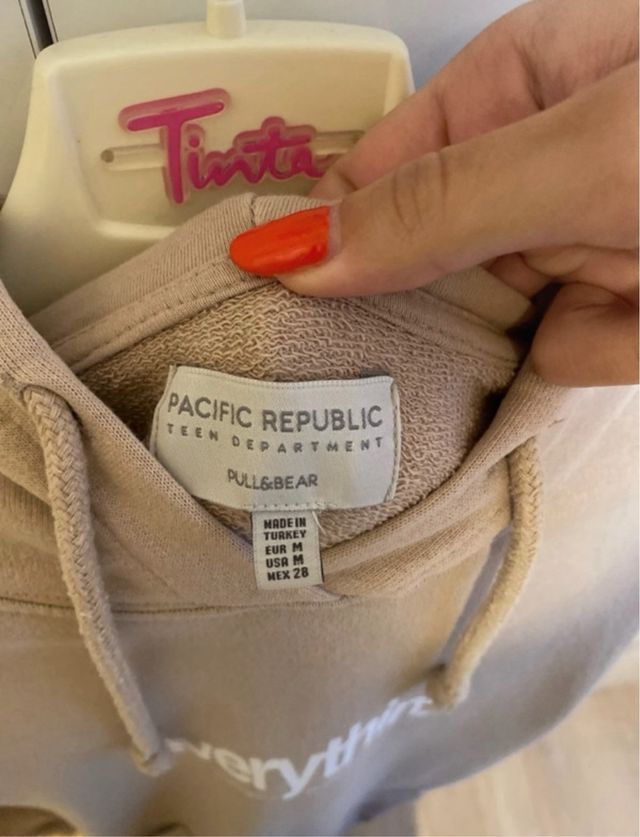 Tinta
PACIFIC REPUBLIC
TEEN DEPARTMENT
PULL&BEAR
MADE IN
TURKEY
EUR M
USA M
MEX 28